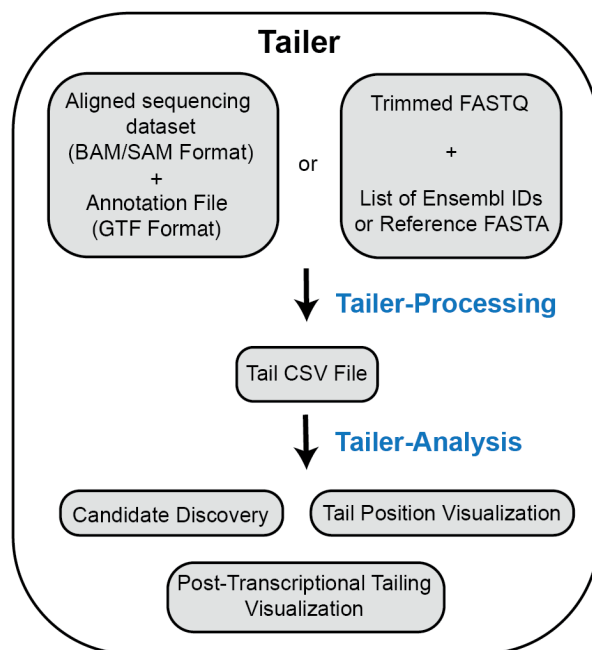 Tailer
Aligned sequencing
dataset
(BAM/SAM Format)
+
Annotation File
(GTF Format)
or
Trimmed FASTQ
+
List of Ensembl IDs
or Reference FASTA
Tailer-Processing
Tail CSV File
Tailer-Analysis
Candidate Discovery
Tail Position Visualization
Post-Transcriptional Tailing
Visualization